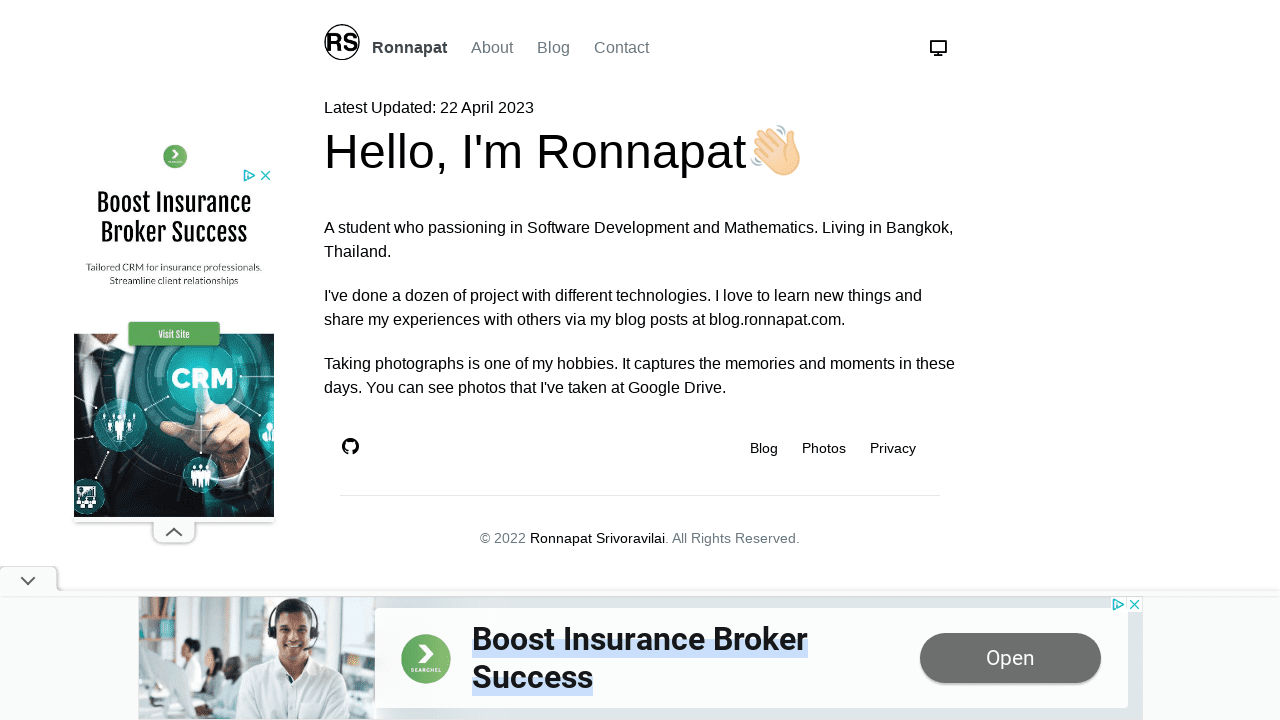 RS
Ronnapat
About
Blog
Contact
Latest Updated: 22 April 2023
Hello, I'm Ronnapat👋🏻
A student who passioning in Software Development and Mathematics. Living in Bangkok,
Thailand.
I've done a dozen of project with different technologies. I love to learn new things and
share my experiences with others via my blog posts at blog.ronnapat.com.
Taking photographs is one of my hobbies. It captures the memories and moments in these
days. You can see photos that I've taken at Google Drive.
Blog
Photos
Privacy
© 2022 Ronnapat Srivoravilai. All Rights Reserved.
Boost Insurance
Broker Success
Tailored CRM for insurance professionals.
Streamline client relationships
Visit Site
CRM
SEARCHEL
Boost Insurance Broker
Success
Open